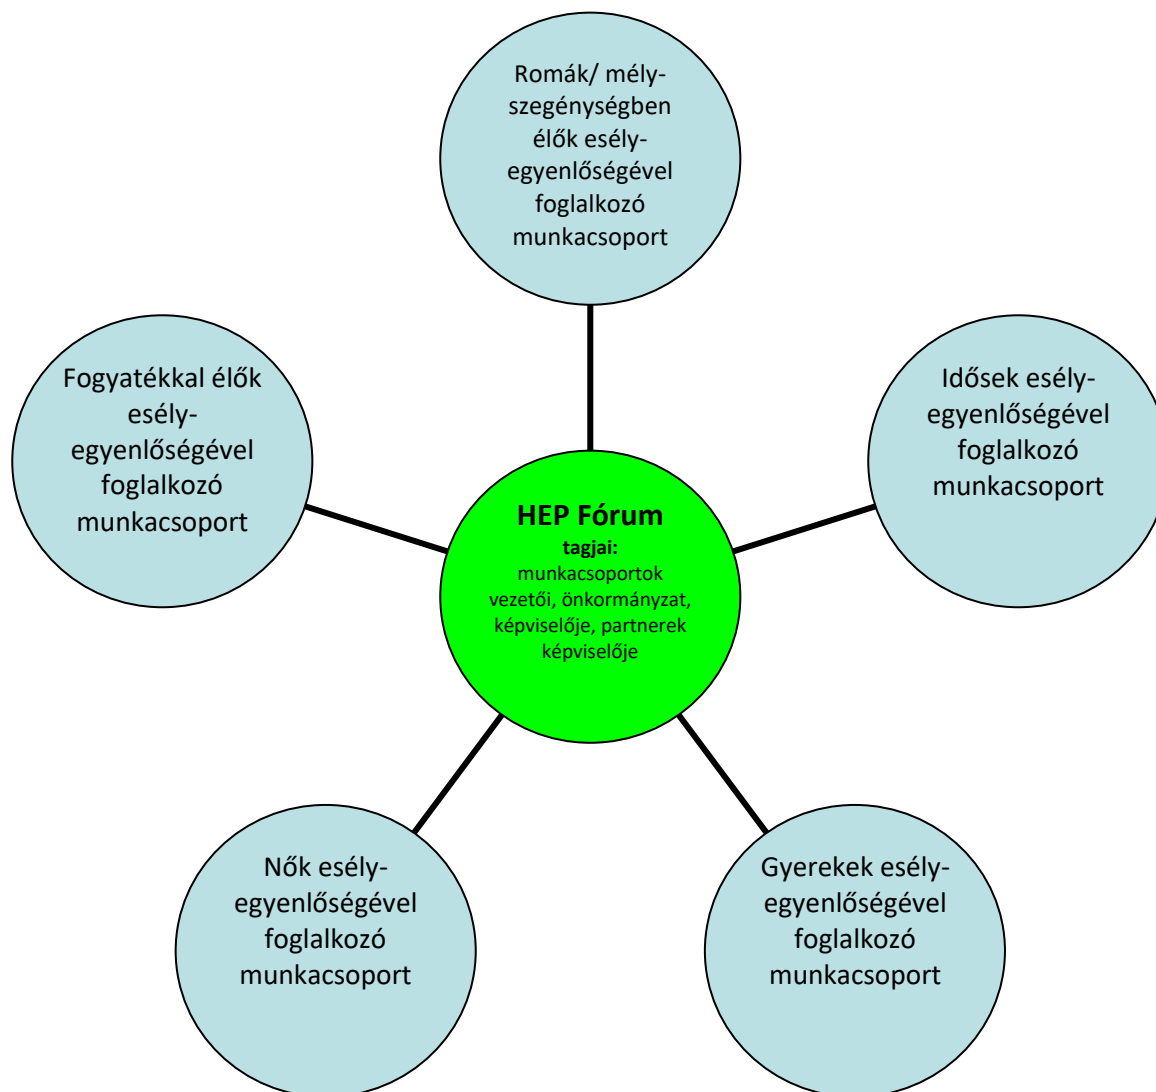 Romák/ mély-
szegénységben
élők esély-
egyenlőségével
foglalkozó
munkacsoport
Fogyatékkal élők
esély-
egyenlőségével
foglalkozó
munkacsoport
Idősek esély-
egyenlőségével
foglalkozó
munkacsoport
HEP Fórum
tagjai:
munkacsoportok
vezetői, önkormányzat,
képviselője, partnerek
képviselője
Nők esély-
egyenlőségével
foglalkozó
munkacsoport
Gyerekek esély-
egyenlőségével
foglalkozó
munkacsoport